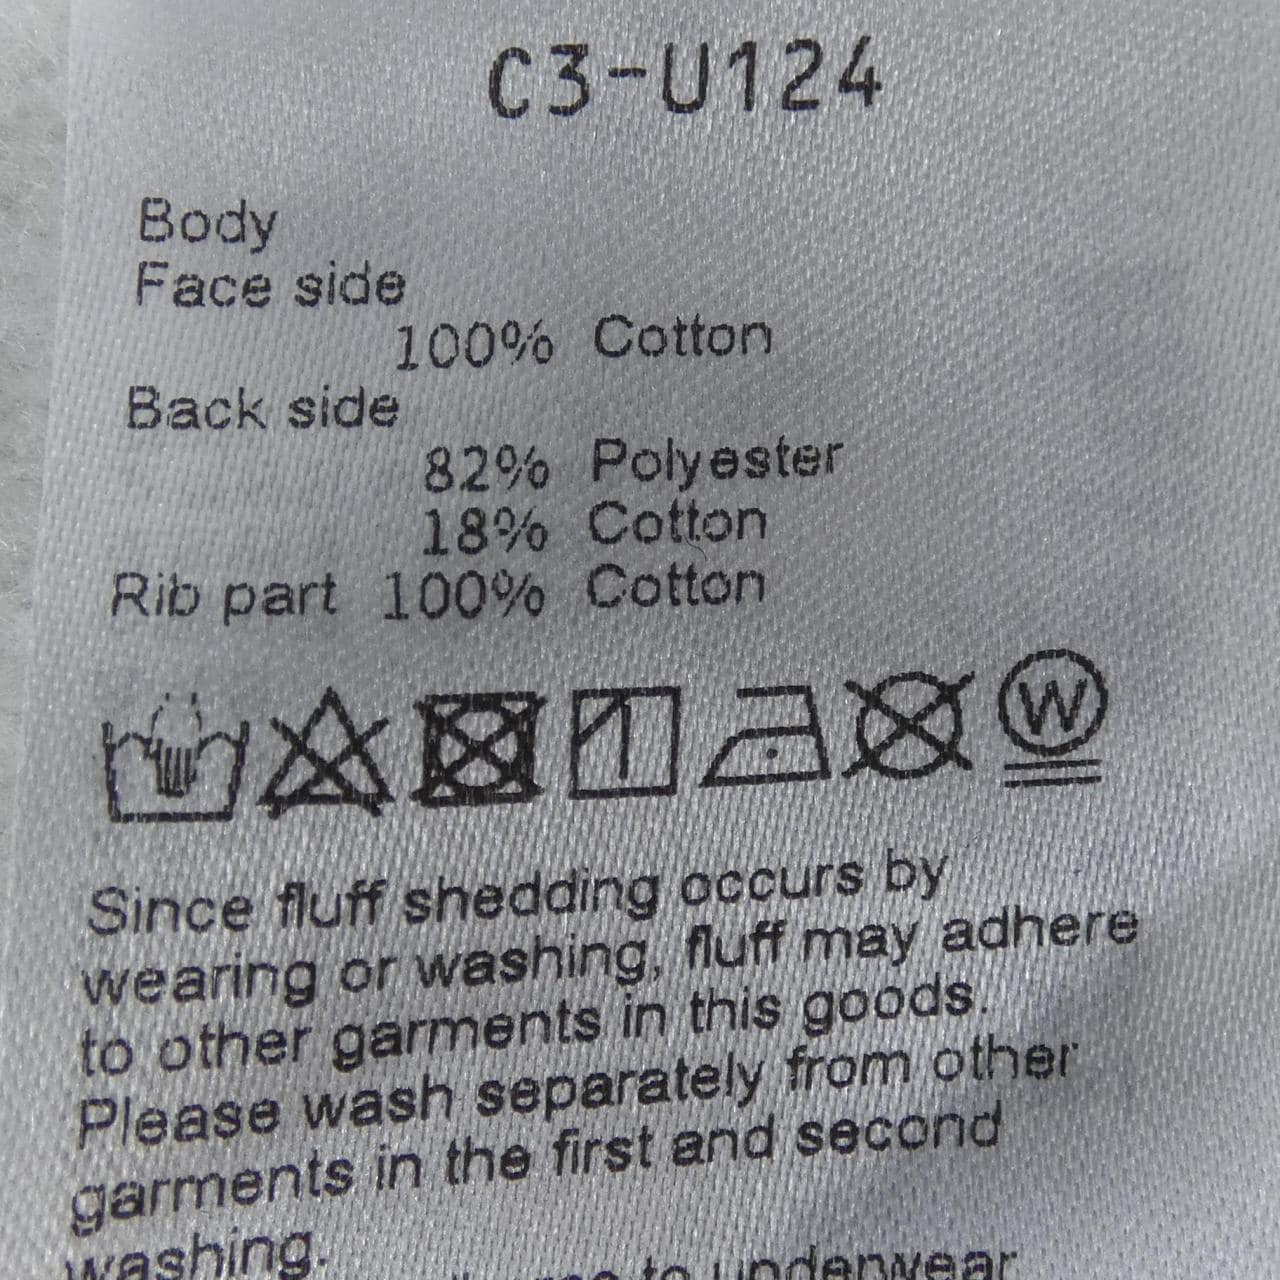 C3-U124
Body
Face side
100% Cotton
Back side
82% Polyester
18% Cotton
Rib part 100% Cotton
W
Since fluff shedding occurs by
wearing or washing, fluff may adhere
to other garments in this goods.
Please wash separately from other
garments in the first and second
washing.
to underwear